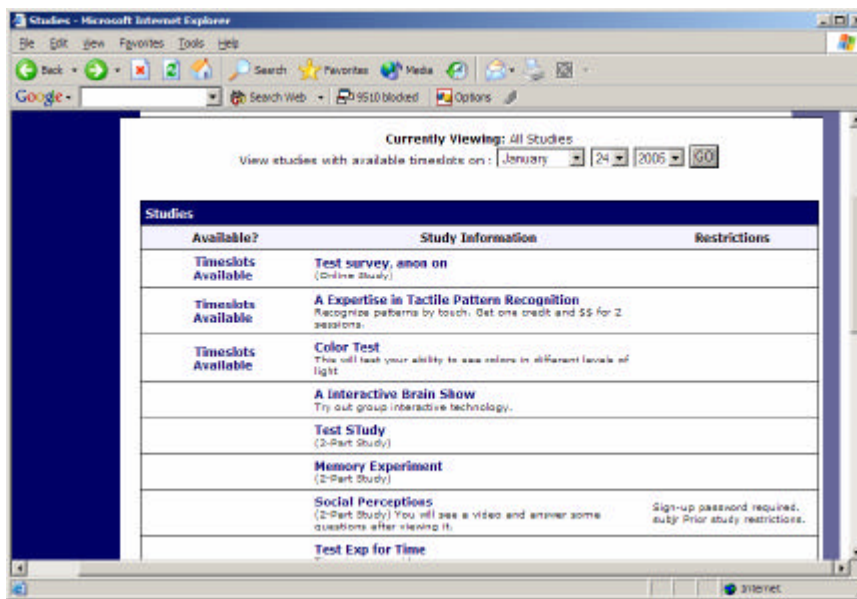 Studies - Microsoft Internet Explorer
File Edit View Favorites Tools Help
Back Search Favorites Media
Google Search Web 9510 blocked Options
Currently Viewing: All Studies
View studies with available timeslots on : January 24 2005 GO
Studies
Available? Study Information Restrictions
Timeslots Available
Test survey, anon on
(Online Study)
Timeslots Available
A Expertise in Tactile Pattern Recognition
Recognize patterns by touch. Get one credit and $5 for 2
sessions.
Timeslots Available
Color Test
This will test your ability to see colors in different levels of
light
A Interactive Brain Show
Try out group interactive technology.
Test STudy
(2-Part Study)
Memory Experiment
(2-Part Study)
Social Perceptions
(2-Part Study) You will see a video and answer some
questions after viewing it.
Sign-up password required.
subjr Prior study restrictions.
Test Exp for Time
Internet